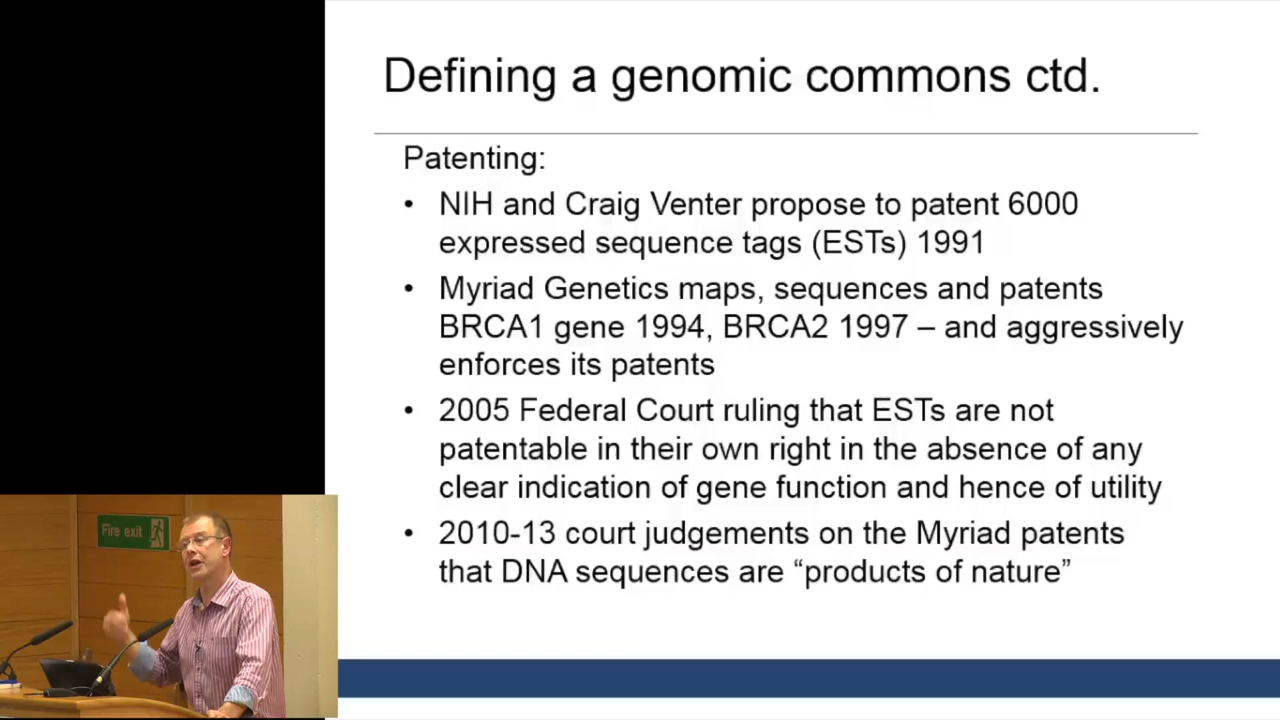 Defining a genomic commons ctd.
Patenting:
• NIH and Craig Venter propose to patent 6000
expressed sequence tags (ESTs) 1991
• Myriad Genetics maps, sequences and patents
BRCA1 gene 1994, BRCA2 1997 – and aggressively
enforces its patents
• 2005 Federal Court ruling that ESTs are not
patentable in their own right in the absence of any
clear indication of gene function and hence of utility
• 2010-13 court judgements on the Myriad patents
that DNA sequences are “products of nature”
Fire exit